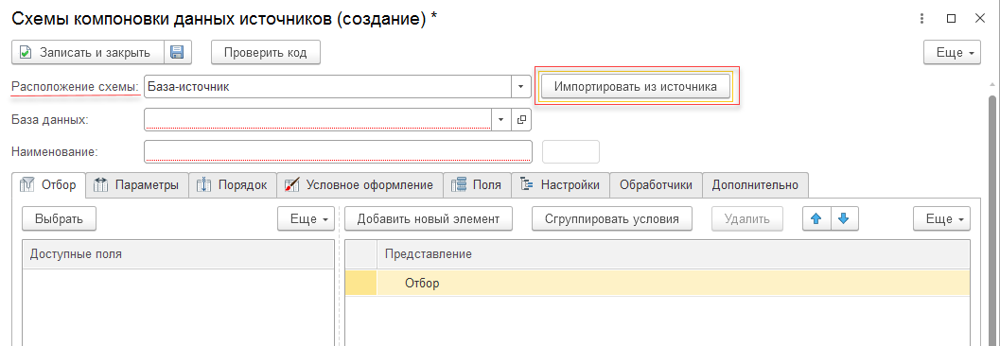 Схемы компоновки данных источников (создание) *
Записать и закрыть Проверить код Еще
Расположение схемы: База-источник Импортировать из источника
База данных:
Наименование:
Отбор Параметры Порядок Условное оформление Поля Настройки Обработчики Дополнительно
Выбрать Еще Добавить новый элемент Сгруппировать условия Удалить Еще
Доступные поля Представление
Отбор